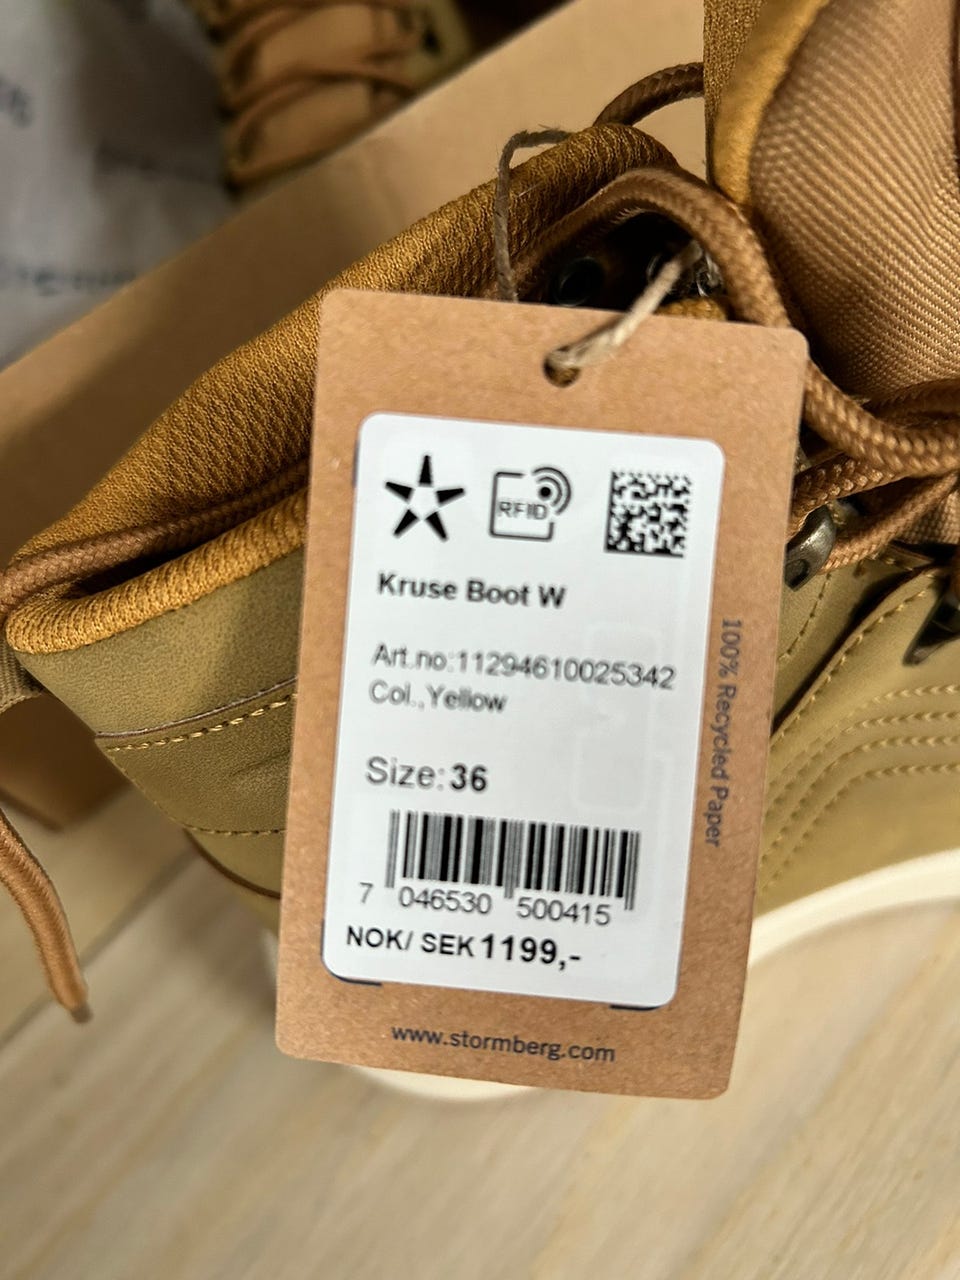 RFID
Kruse Boot W
Art.no:11294610025342
Col.,Yellow
Size: 36
7 046530 500415
NOK/ SEK 1199,-
100% Recycled Paper
www.stormberg.com